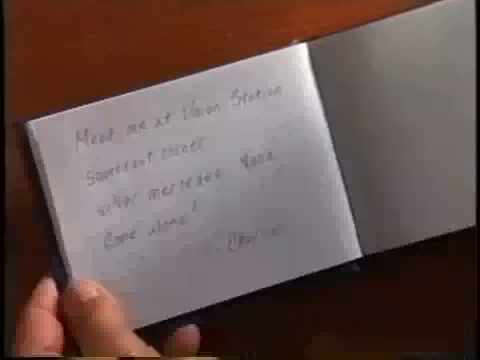 Meet me at Union Station
Southeast corner
silver mercedes Noon
Come alone!